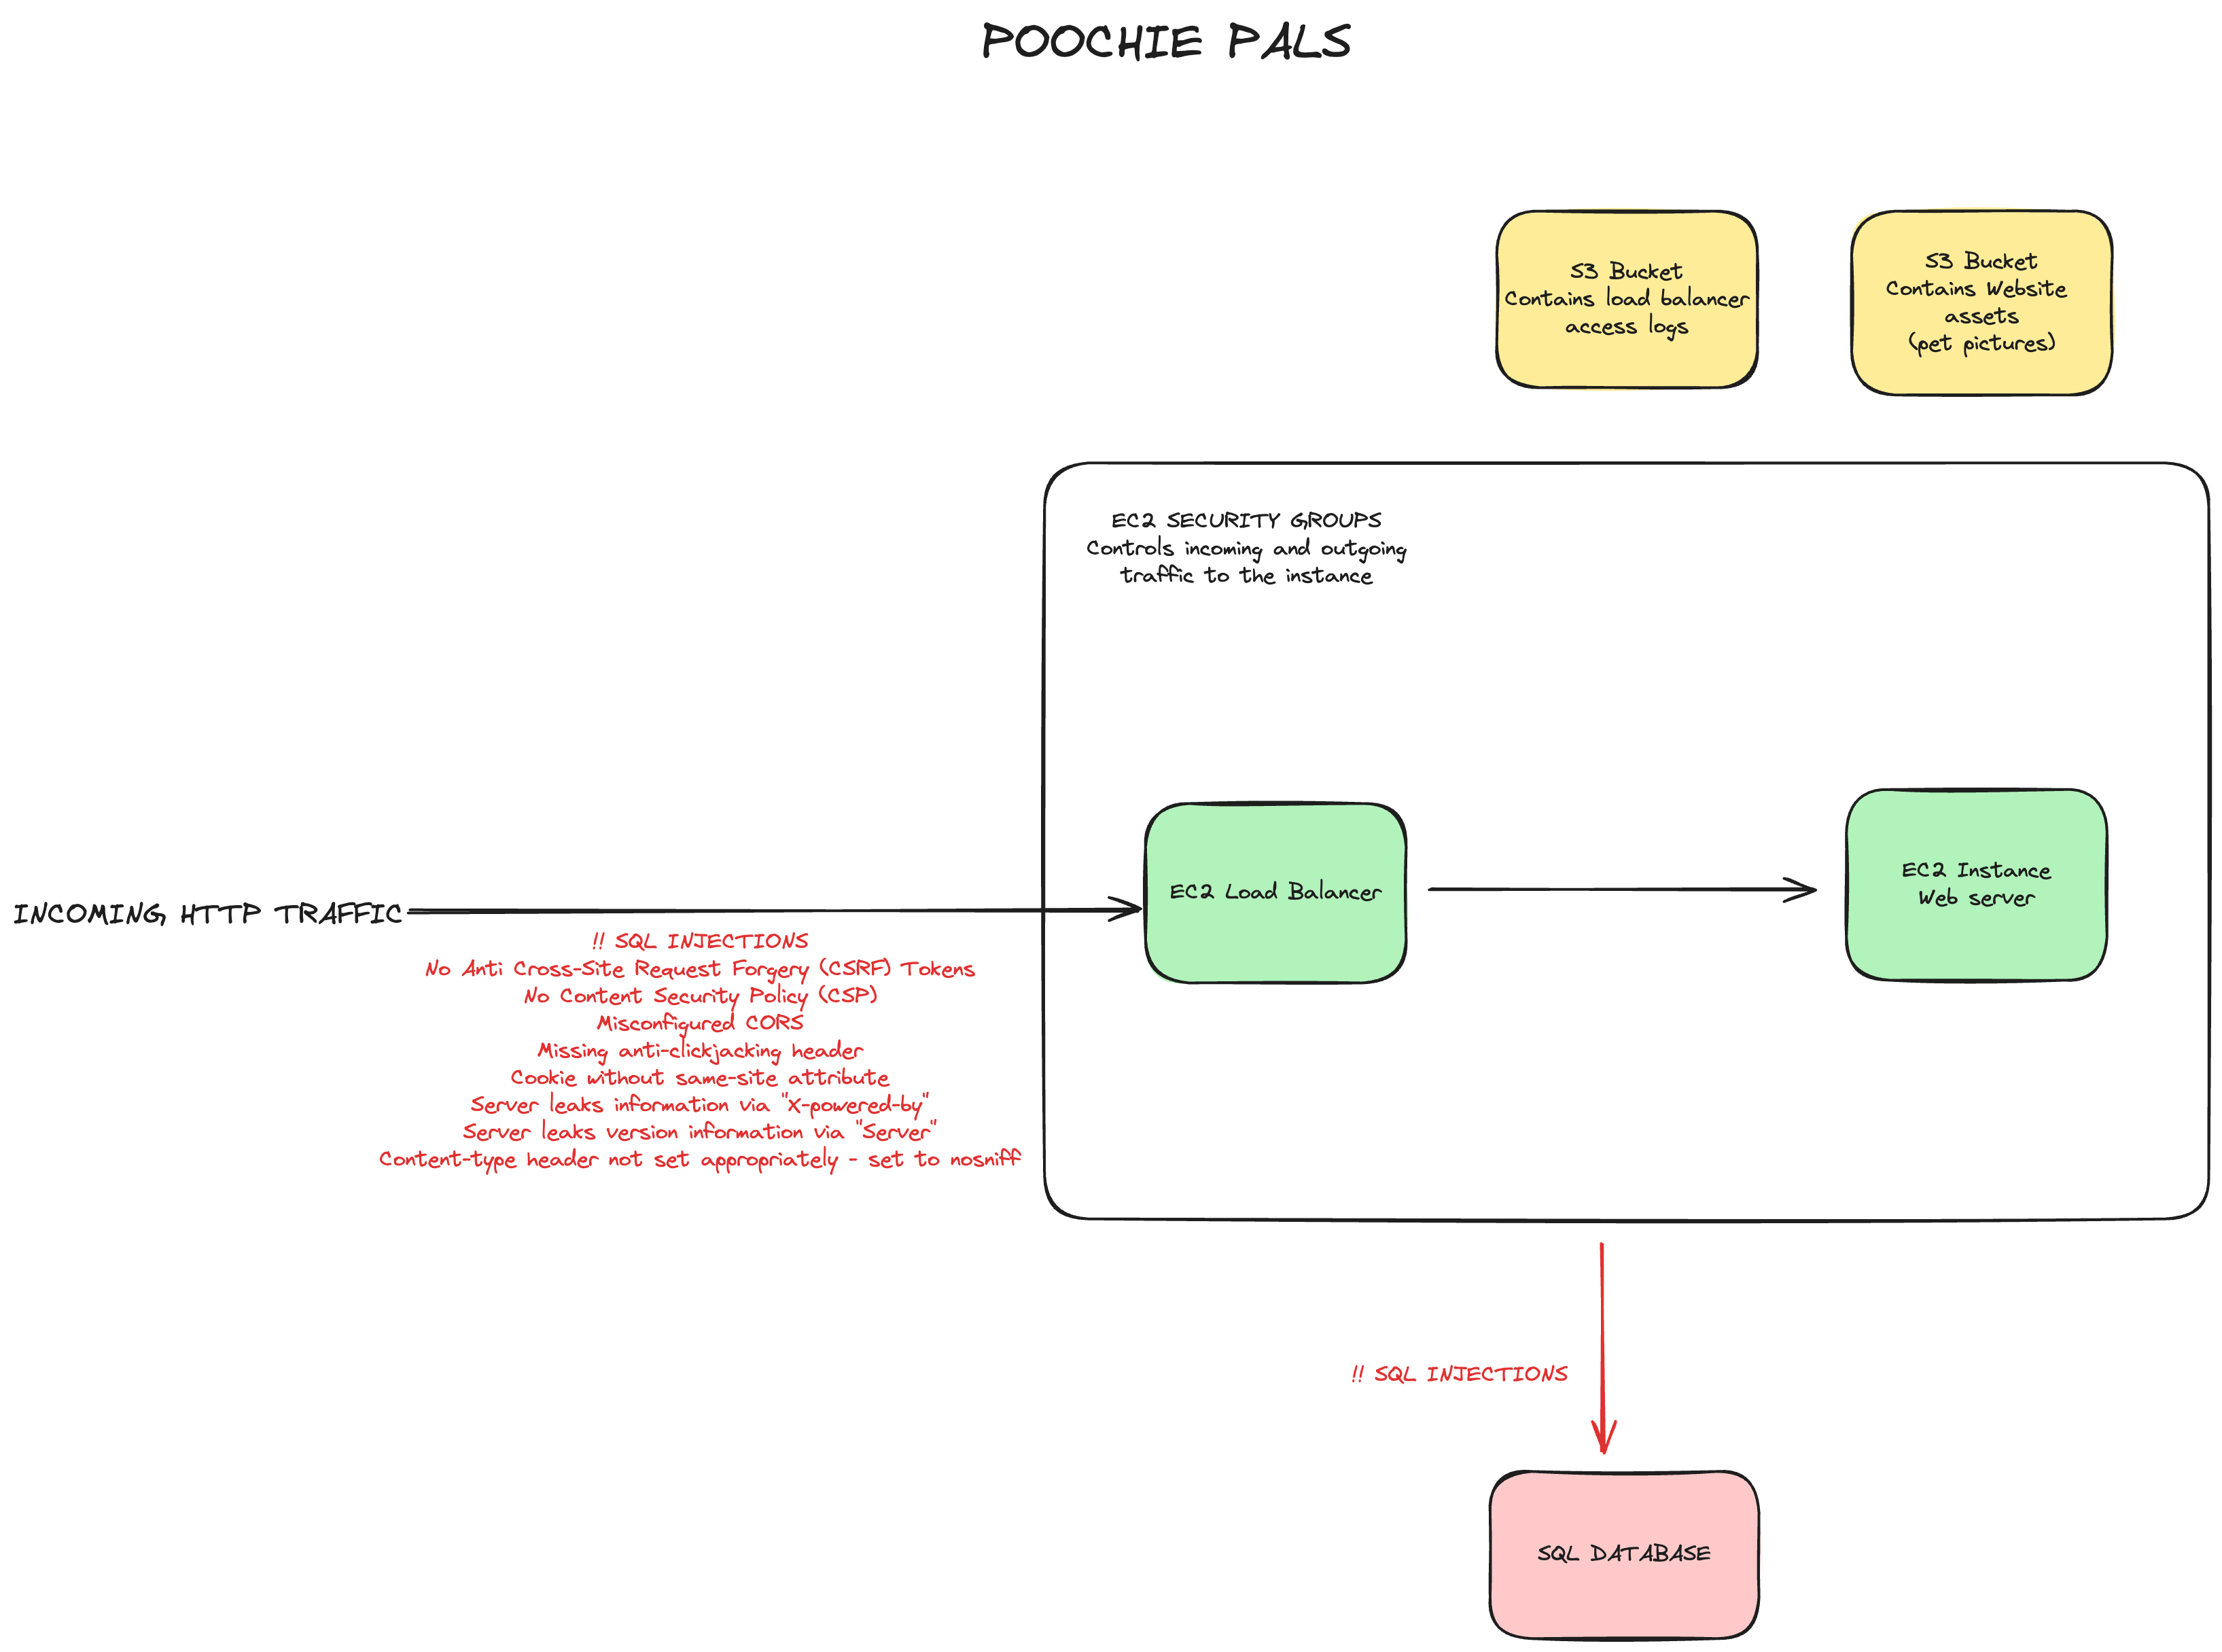 POOCHIE PALS
S3 Bucket
Contains load balancer
access logs
S3 Bucket
Contains Website
assets
(pet pictures)
EC2 SECURITY GROUPS
Controls incoming and outgoing
traffic to the instance
EC2 Load Balancer
EC2 Instance
Web server
INCOMING HTTP TRAFFIC
!! SQL INJECTIONS
No Anti Cross-Site Request Forgery (CSRF) Tokens
No Content Security Policy (CSP)
Misconfigured CORS
Missing anti-clickjacking header
Cookie without same-site attribute
Server leaks information via "x-powered-by"
Server leaks version information via "Server"
Content-type header not set appropriately - set to nosniff
!! SQL INJECTIONS
SQL DATABASE